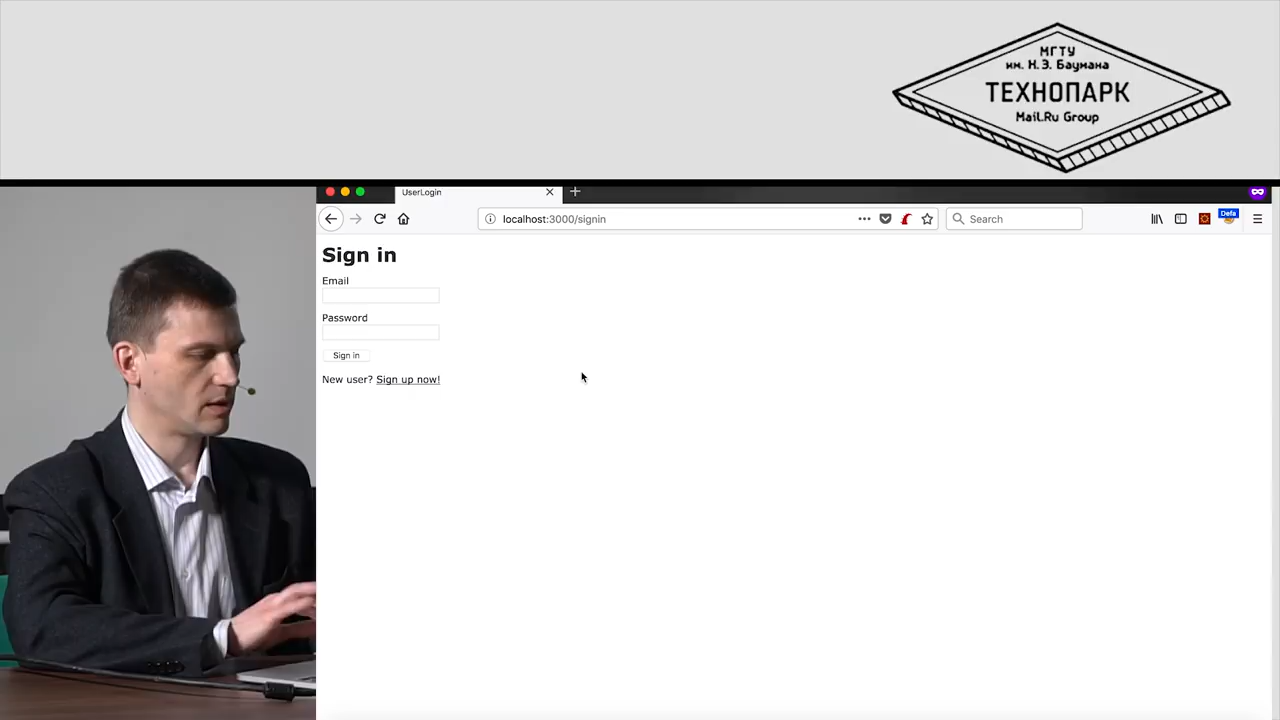 МГТУ
им. Н.Э. Баумана
ТЕХНОПАРК
Mail.Ru Group
UserLogin
localhost:3000/signin
Search
Defa
Sign in
Email
Password
Sign in
New user? Sign up now!